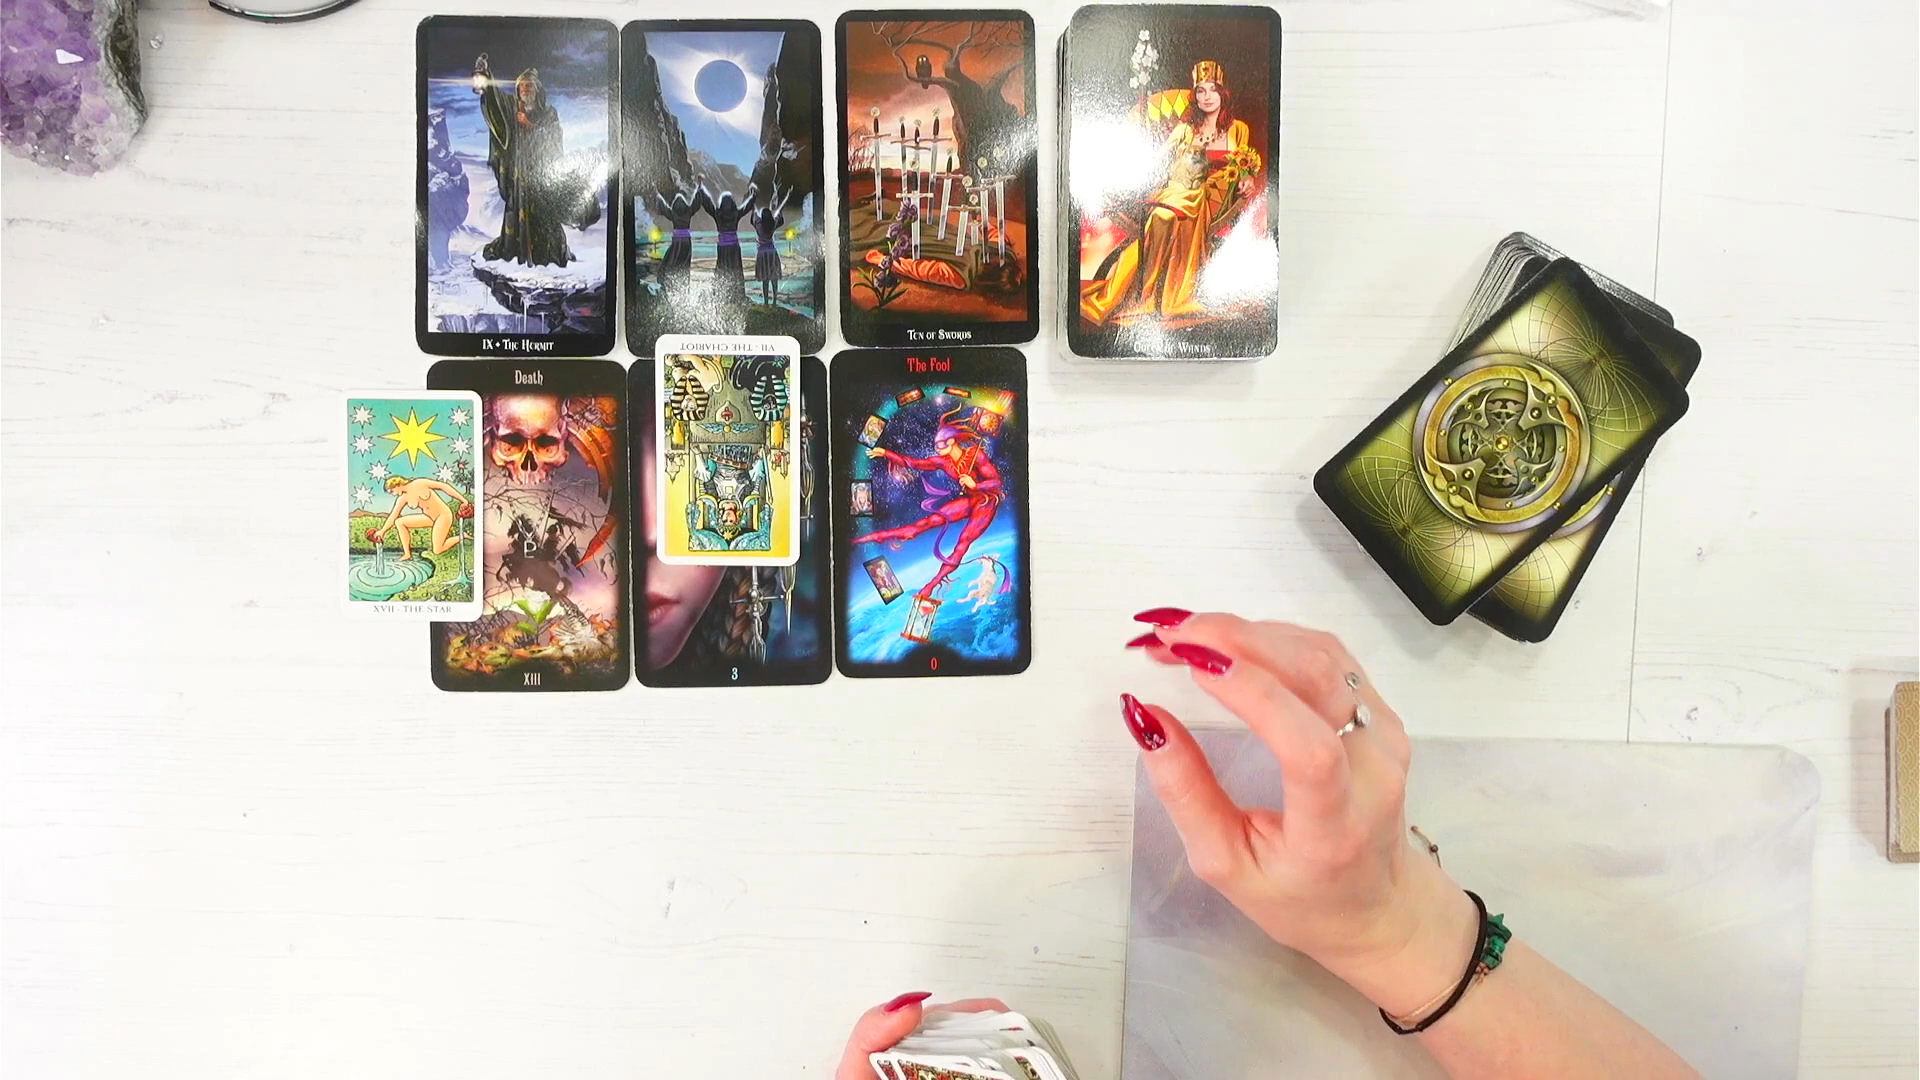 IX • The Hermit
Ten of Swords
Queen of Wands
VII - THE CHARIOT
Death
The Fool
XVII - THE STAR
XIII
3
0